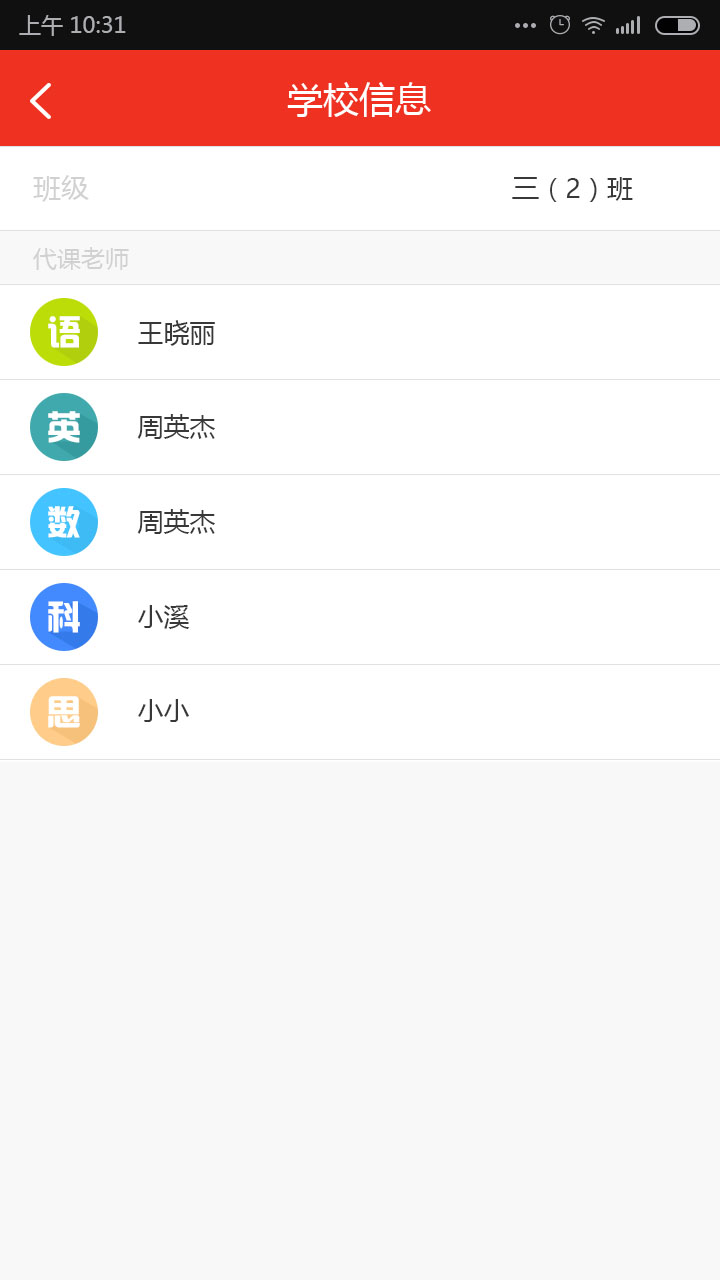 上午 10:31
学校信息
班级 三（2）班
代课老师
语 王晓丽
英 周英杰
数 周英杰
科 小溪
思 小小